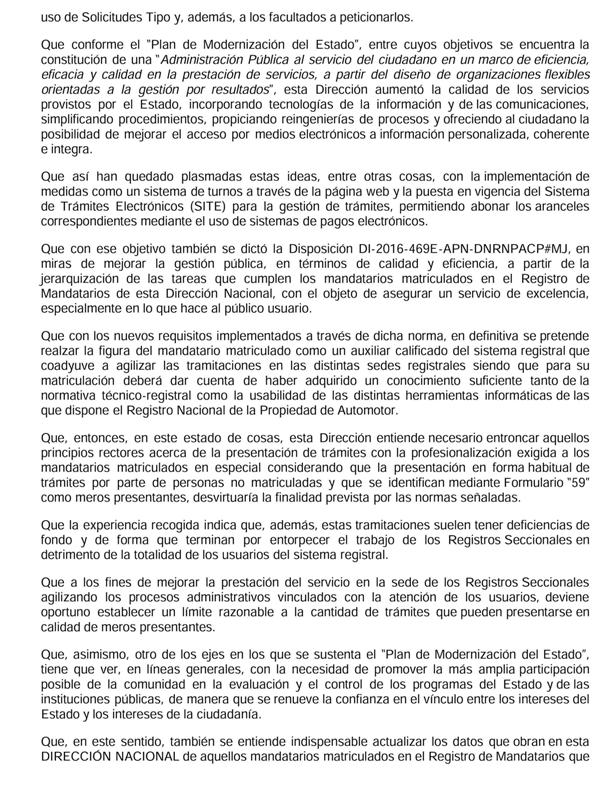 uso de Solicitudes Tipo y, además, a los facultados a peticionarlos.
Que conforme el "Plan de Modernización del Estado", entre cuyos objetivos se encuentra la
constitución de una "Administración Pública al servicio del ciudadano en un marco de eficiencia,
eficacia y calidad en la prestación de servicios, a partir del diseño de organizaciones flexibles
orientadas a la gestión por resultados", esta Dirección aumentó la calidad de los servicios
provistos por el Estado, incorporando tecnologías de la información y de las comunicaciones,
simplificando procedimientos, propiciando reingenierías de procesos y ofreciendo al ciudadano la
posibilidad de mejorar el acceso por medios electrónicos a información personalizada, coherente
e integra.
Que así han quedado plasmadas estas ideas, entre otras cosas, con la implementación de
medidas como un sistema de turnos a través de la página web y la puesta en vigencia del Sistema
de Trámites Electrónicos (SITE) para la gestión de trámites, permitiendo abonar los aranceles
correspondientes mediante el uso de sistemas de pagos electrónicos.
Que con ese objetivo también se dictó la Disposición DI-2016-469E-APN-DNRNPACP#MJ, en
miras de mejorar la gestión pública, en términos de calidad y eficiencia, a partir de la
jerarquización de las tareas que cumplen los mandatarios matriculados en el Registro de
Mandatarios de esta Dirección Nacional, con el objeto de asegurar un servicio de excelencia,
especialmente en lo que hace al público usuario.
Que con los nuevos requisitos implementados a través de dicha norma, en definitiva se pretende
realzar la figura del mandatario matriculado como un auxiliar calificado del sistema registral que
coadyuve a agilizar las tramitaciones en las distintas sedes registrales siendo que para su
matriculación deberá dar cuenta de haber adquirido un conocimiento suficiente tanto de la
normativa técnico-registral como la usabilidad de las distintas herramientas informáticas de las
que dispone el Registro Nacional de la Propiedad de Automotor.
Que, entonces, en este estado de cosas, esta Dirección entiende necesario entroncar aquellos
principios rectores acerca de la presentación de trámites con la profesionalización exigida a los
mandatarios matriculados en especial considerando que la presentación en forma habitual de
trámites por parte de personas no matriculadas y que se identifican mediante Formulario "59"
como meros presentantes, desvirtuaría la finalidad prevista por las normas señaladas.
Que la experiencia recogida indica que, además, estas tramitaciones suelen tener deficiencias de
fondo y de forma que terminan por entorpecer el trabajo de los Registros Seccionales en
detrimento de la totalidad de los usuarios del sistema registral.
Que a los fines de mejorar la prestación del servicio en la sede de los Registros Seccionales
agilizando los procesos administrativos vinculados con la atención de los usuarios, deviene
oportuno establecer un límite razonable a la cantidad de trámites que pueden presentarse en
calidad de meros presentantes.
Que, asimismo, otro de los ejes en los que se sustenta el "Plan de Modernización del Estado",
tiene que ver, en líneas generales, con la necesidad de promover la más amplia participación
posible de la comunidad en la evaluación y el control de los programas del Estado y de las
instituciones públicas, de manera que se renueve la confianza en el vínculo entre los intereses del
Estado y los intereses de la ciudadanía.
Que, en este sentido, también se entiende indispensable actualizar los datos que obran en esta
DIRECCIÓN NACIONAL de aquellos mandatarios matriculados en el Registro de Mandatarios que